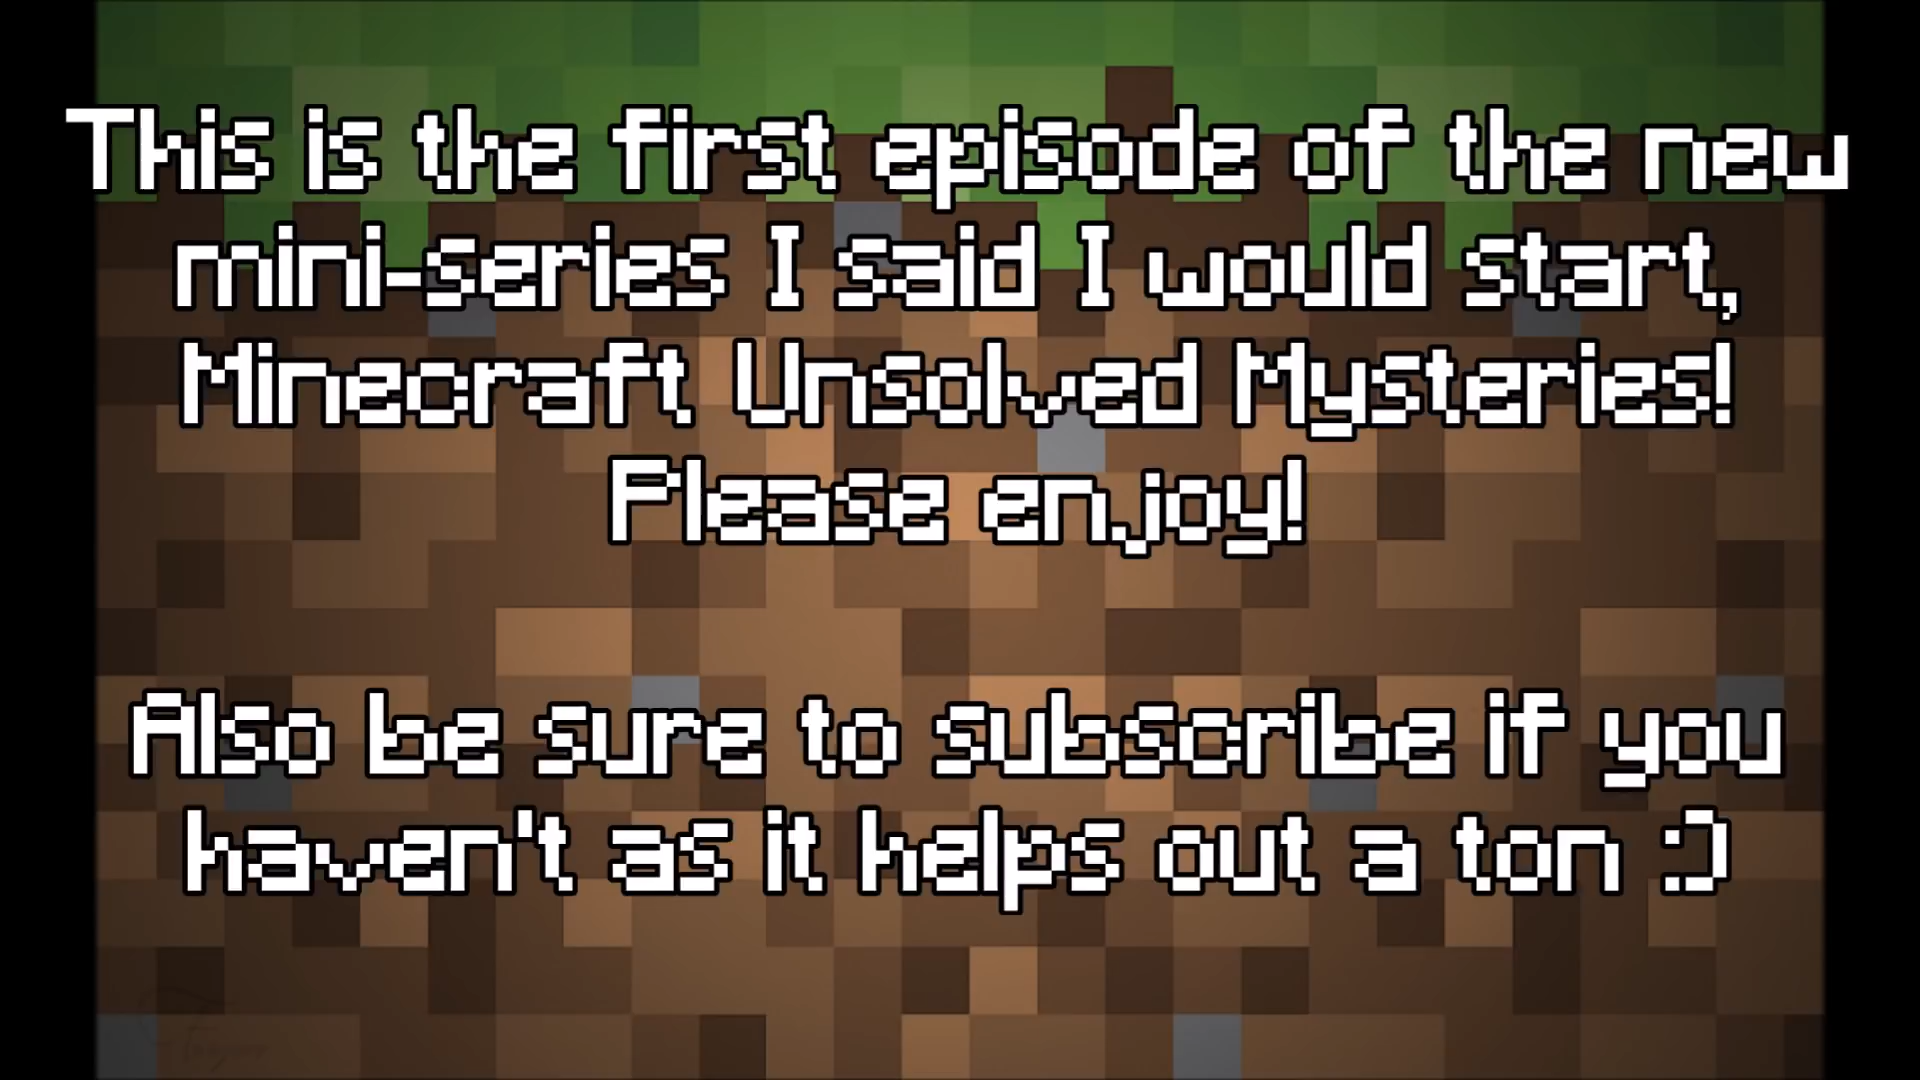 This is the first episode of the new
mini-series I said I would start,
Minecraft Unsolved Mysteries!
Please enjoy!
Also be sure to subscribe if you
haven't as it helps out a ton :)